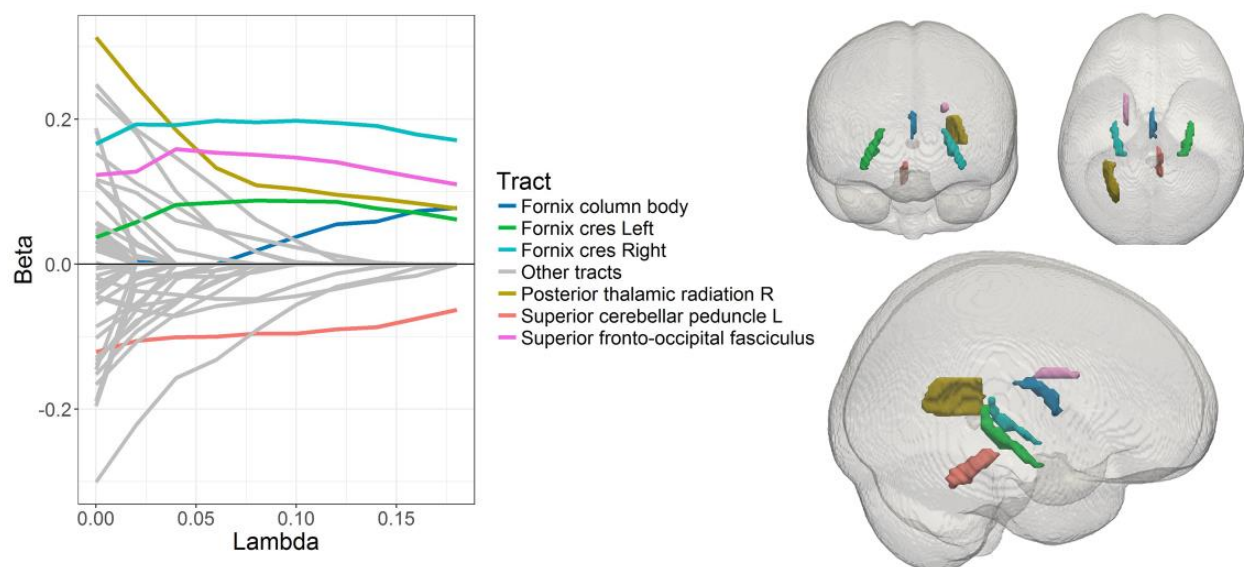 0.2
0.0
-0.2
Beta
0.00 0.05 0.10 0.15
Lambda
Tract
Fornix column body
Fornix cres Left
Fornix cres Right
Other tracts
Posterior thalamic radiation R
Superior cerebellar peduncle L
Superior fronto-occipital fasciculus